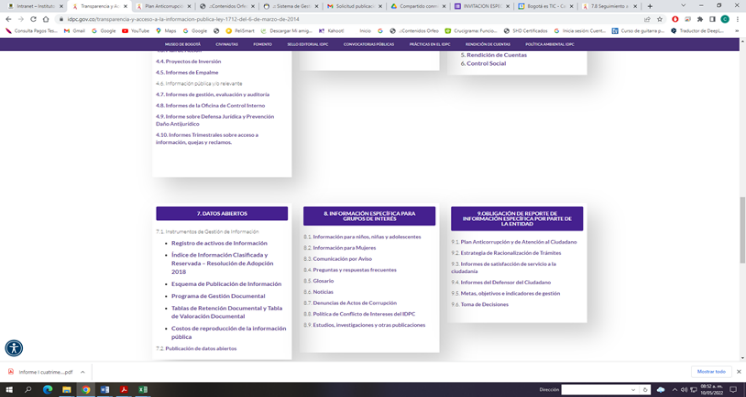 Intranet – Instituto
Transparencia y a
Plan Anticorrupci
:Contenidos Orfeo
.: Sistema de Ges
Solicitud publicac
Compartido com
INVITACION ESPE
Bogotá es TIC – C
7.8 Seguimiento
idpc.gov.co/transparencia-y-access-a-la-informacion-publica-ley-1712-del-6-de-marzo-de-2014
Consulta Pagos Teso
Gmail
Google
YouTube
Maps
Google
FielSmart
Descargar Mi amig
Kahoot!
Inicio
G
.:Contenidos Orfeo
Crucigrama: Funcio
SHD Certificados
Inicia sesión: Cuent
Curso de guitarra p
Traductor de DeepL
MUSEO DE BOGOTÁ
CIVINAUTAS
FOMENTO
SELLO EDITORIAL IDPC
CONVOCATORIAS PÚBLICAS
PRÁCTICAS EN EL IDPC
RENDICIÓN DE CUENTAS
POLÍTICA AMBIENTAL IDPC
4.4. Proyectos de Inversión
4.5. Informes de Empalme
4.6. Información pública y/o relevante
4.7. Informes de gestión, evaluación y auditoría
4.8. Informes de la Oficina de Control Interno
4.9. Informe sobre Defensa Jurídica y Prevención
Daño Antijurídico
4.10. Informes Trimestrales sobre acceso a
información, quejas y reclamos.
5. Rendición de Cuentas
6. Control Social
7. DATOS ABIERTOS
7.1. Instrumentos de Gestión de Información
• Registro de activos de Información
• Índice de Información Clasificada y
Reservada – Resolución de Adopción
2018
• Esquema de Publicación de Información
• Programa de Gestión Documental
• Tablas de Retención Documental y Tabla
de Valoración Documental
• Costos de reproducción de la información
pública
7.2. Publicación de datos abiertos
8. INFORMACIÓN ESPECÍFICA PARA
GRUPOS DE INTERÉS
8.1. Información para niños, niñas y adolescentes
8.2. Información para Mujeres
8.3. Comunicación por Aviso
8.4. Preguntas y respuestas frecuentes
8.5. Glosario
8.6. Noticias
8.7. Denuncias de Actos de Corrupción
8.8. Política de Conflicto de Intereses del IDPC
8.9. Estudios, investigaciones y otras publicaciones
9.OBLIGACIÓN DE REPORTE DE
INFORMACIÓN ESPECÍFICA POR PARTE DE
LA ENTIDAD
9.1. Plan Anticorrupción y de Atención al Ciudadano
9.2. Estrategia de Racionalización de Trámites
9.3. Informes de satisfacción de servicio a la
ciudadanía
9.4. Informes del Defensor del Ciudadano
9.5. Metas, objetivos e indicadores de gestión
9.6. Toma de Decisiones
informe i cuatrime....pdf
Mostrar todo
Dirección
08:52 a. m.
10/05/2022